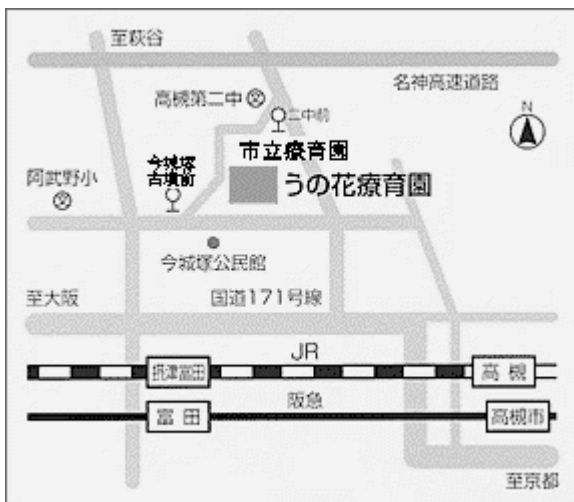 至萩谷
名神高速道路
高槻第二中
二中前
N
市立療育園
うの花療育園
今城塚
古墳前
阿武野小
今城塚公民館
至大阪
国道171号線
JR
摂津富田
高槻
阪急
富田
高槻市
至京都